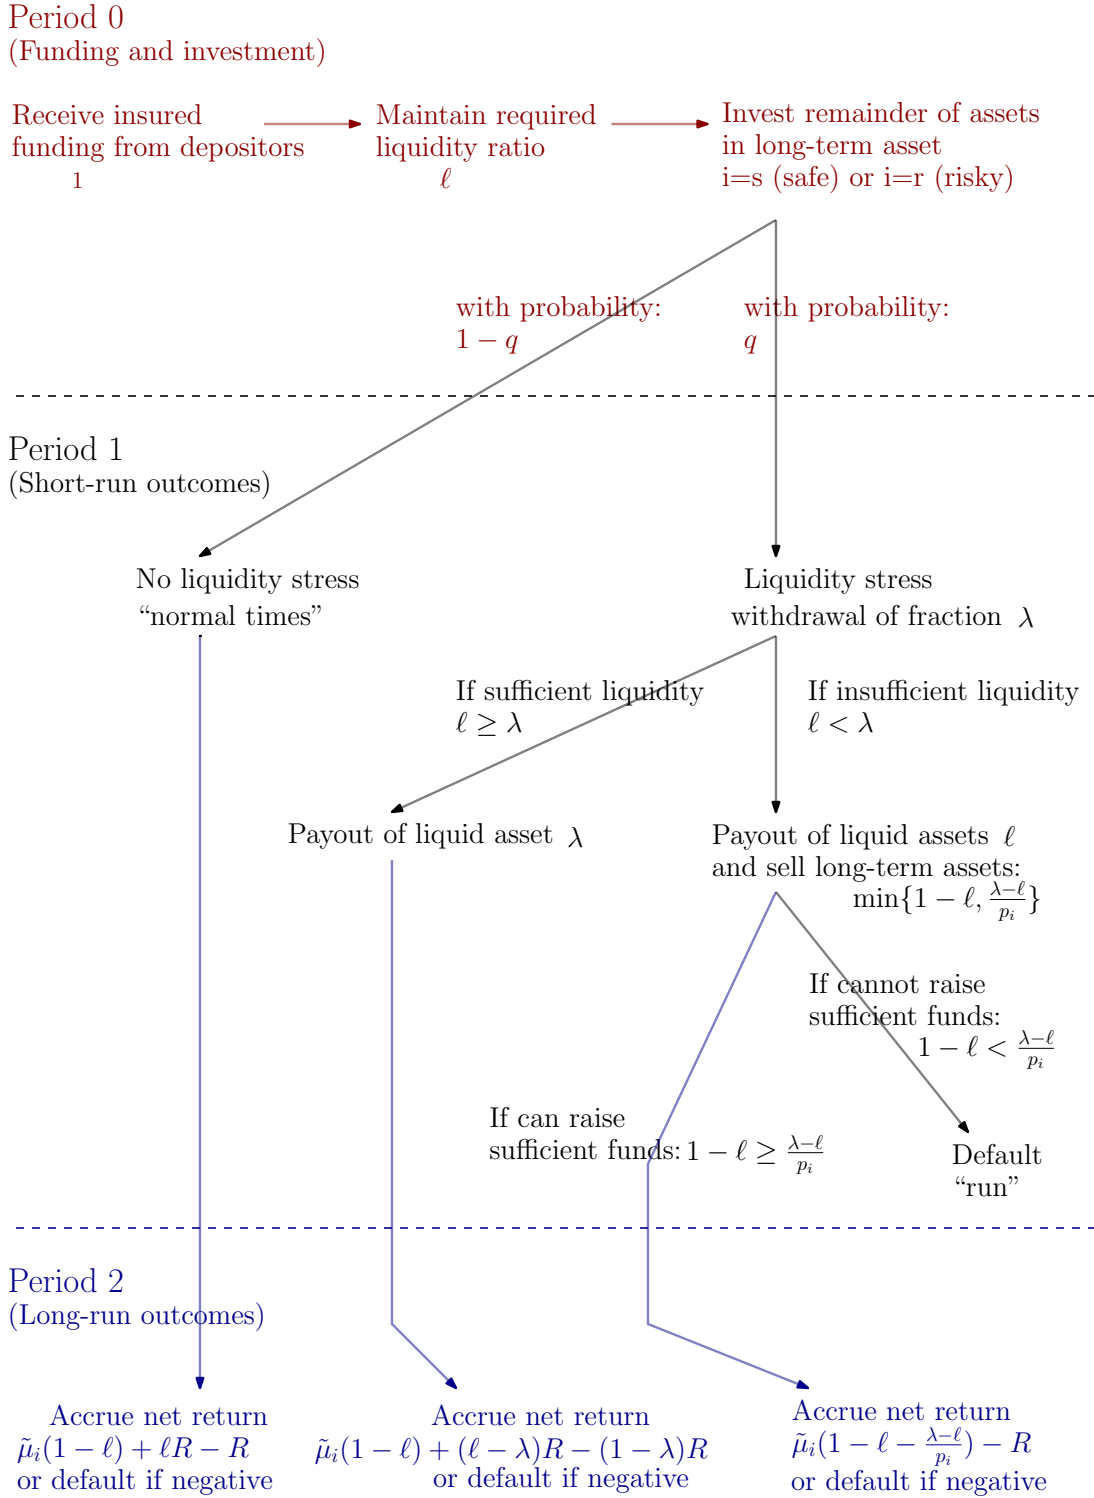 Period 0
(Funding and investment)
Receive insured
funding from depositors
1
Maintain required
liquidity ratio
ℓ
Invest remainder of assets
in long-term asset
i=s (safe) or i=r (risky)
with probability:
1 − q
with probability:
q
Period 1
(Short-run outcomes)
No liquidity stress
“normal times”
Liquidity stress
withdrawal of fraction λ
If sufficient liquidity
ℓ ≥ λ
If insufficient liquidity
ℓ < λ
Payout of liquid asset λ
Payout of liquid assets ℓ
and sell long-term assets:
min{1 − ℓ, (λ−ℓ)/p_i}
If cannot raise
sufficient funds:
1 − ℓ < (λ−ℓ)/p_i
If can raise
sufficient funds: 1 − ℓ ≥ (λ−ℓ)/p_i
Default
“run”
Period 2
(Long-run outcomes)
Accrue net return
μ̃_i(1 − ℓ) + ℓR − R
or default if negative
Accrue net return
μ̃_i(1 − ℓ) + (ℓ − λ)R − (1 − λ)R
or default if negative
Accrue net return
μ̃_i(1 − ℓ − (λ−ℓ)/p_i) − R
or default if negative